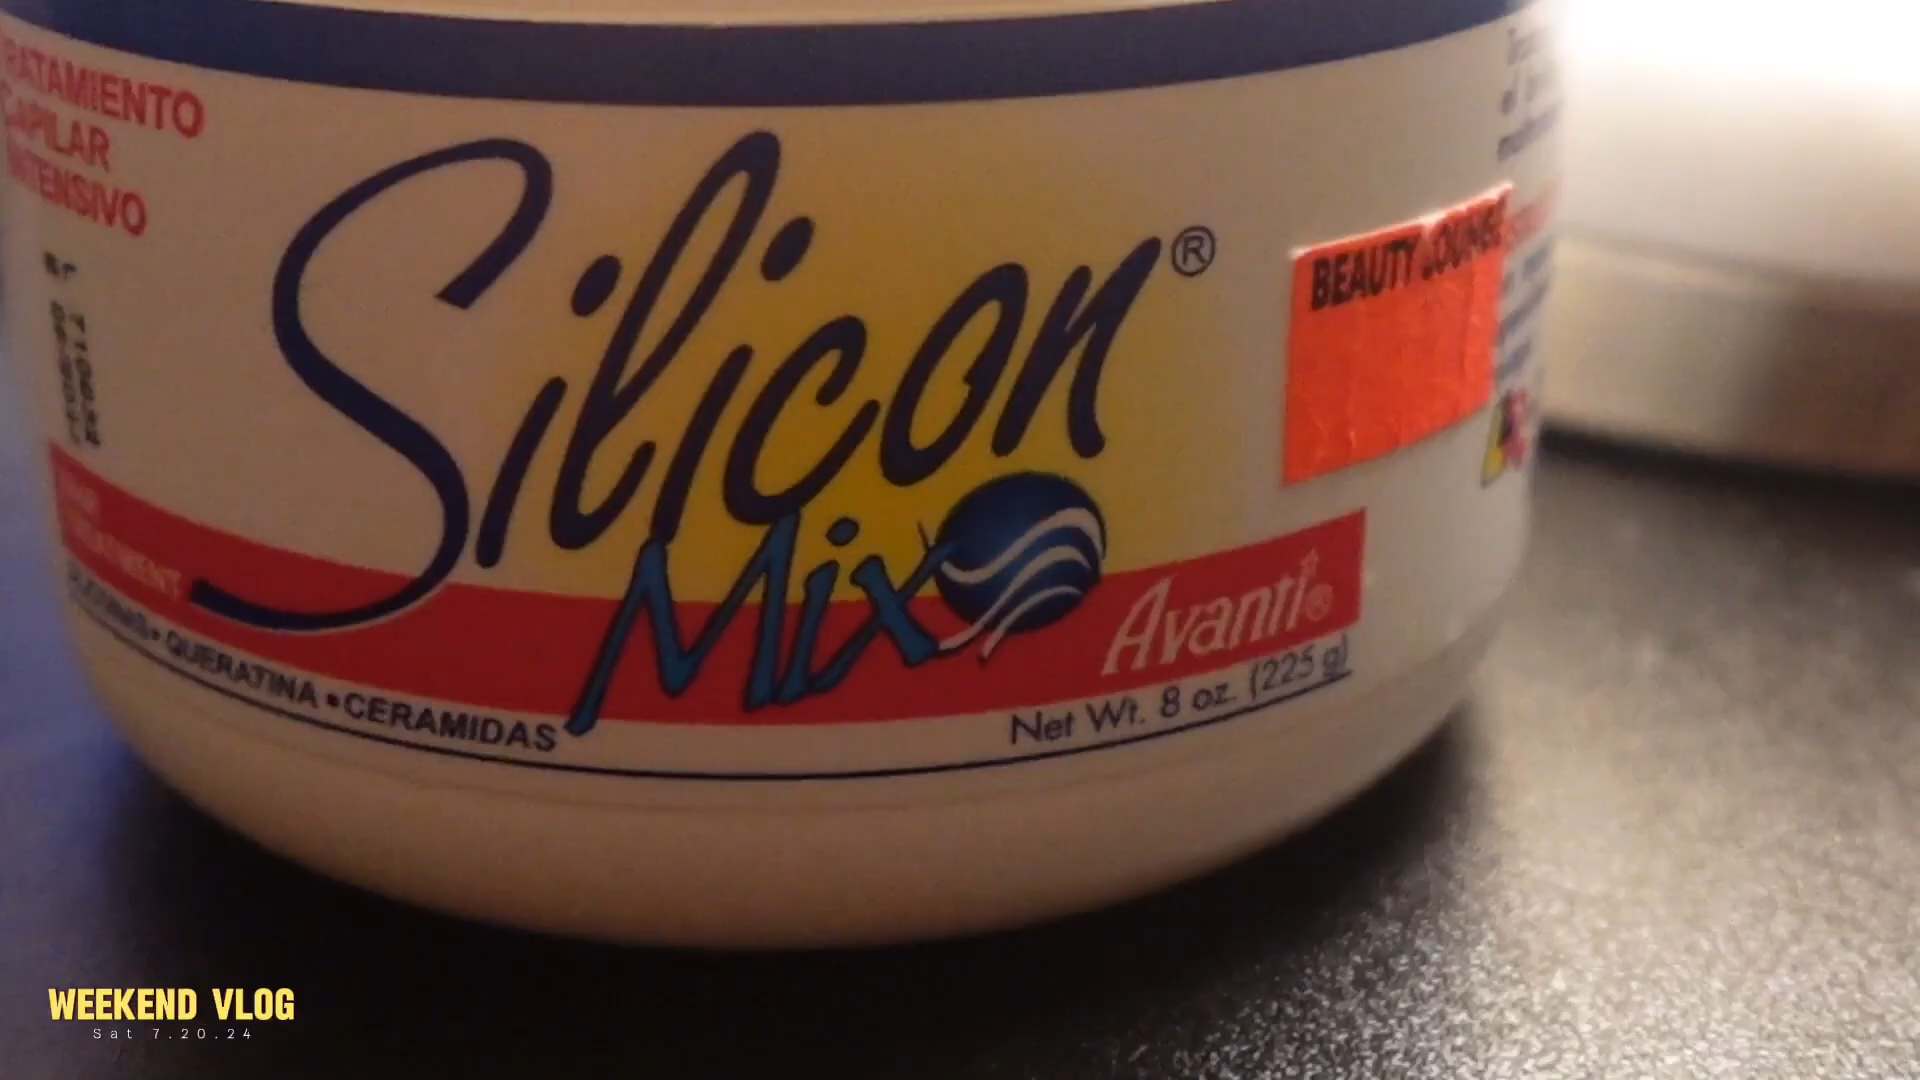 TRATAMIENTO
CAPILAR
INTENSIVO
Silicon®
Mix
Avanti®
BEAUTY LOUNGE
TREATMENT
• QUERATINA • CERAMIDAS
Net Wt. 8 oz. (225 g)
WEEKEND VLOG
Sat 7.20.24